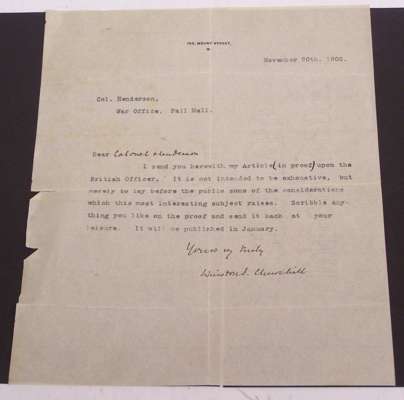 105, MOUNT STREET,
W.
November 20th. 1900.
Col. Henderson,
War Office. Pall Mall.
Dear Colonel Henderson
I send you herewith my Article (in proof) upon the
British Officer. It is not intended to be exhaustive, but
merely to lay before the public some of the considerations
which this most interesting subject raises. Scribble any-
thing you like on the proof and send it back at your
leisure. It will be published in January.
Yours vy truly
Winston S. Churchill